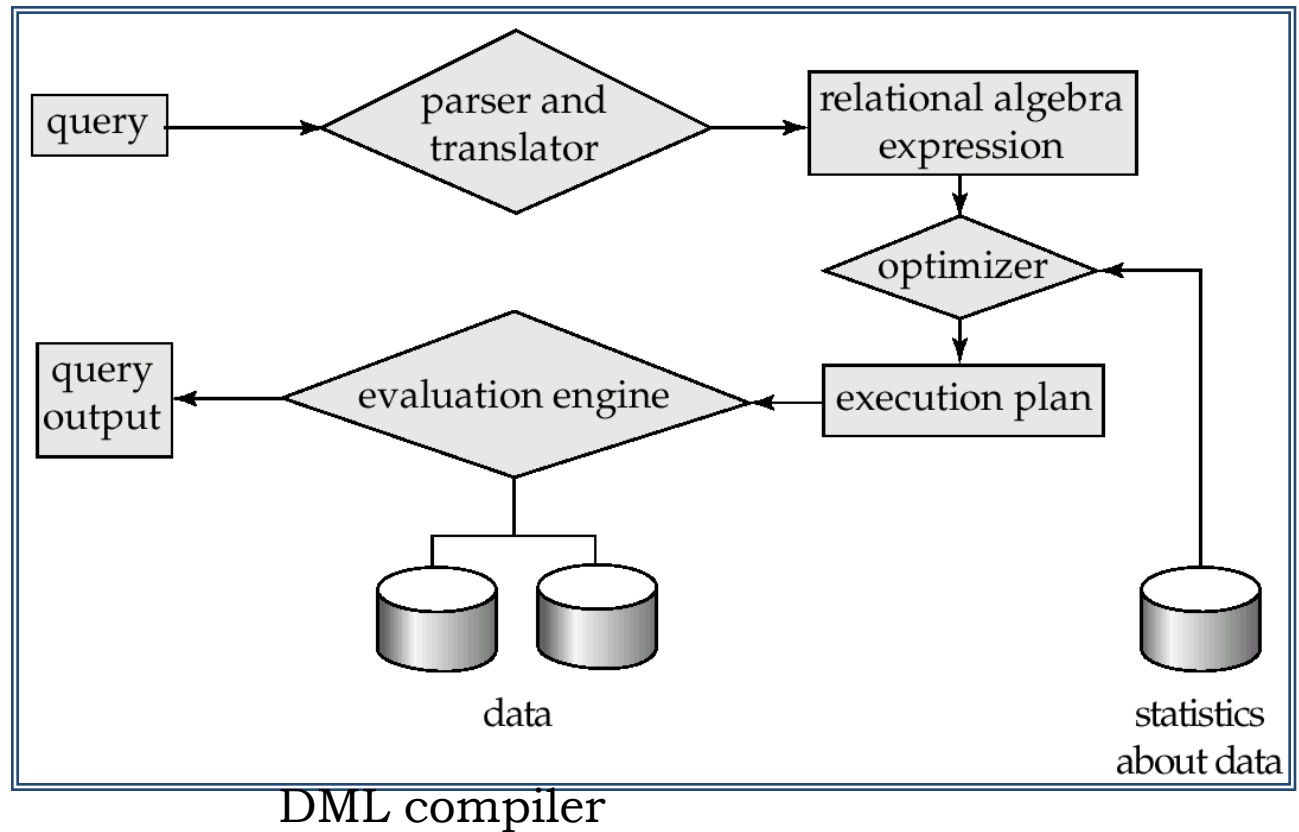 query
parser and
translator
relational algebra
expression
optimizer
query
output
evaluation engine
execution plan
data
statistics
about data
DML compiler